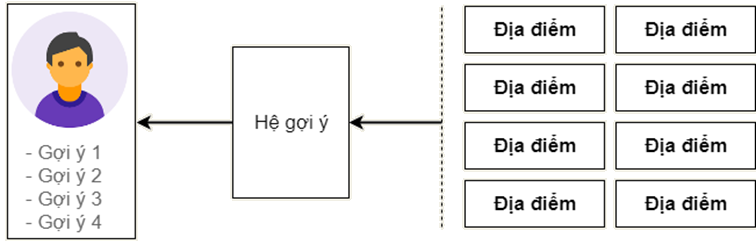 - Gợi ý 1
- Gợi ý 2
- Gợi ý 3
- Gợi ý 4
Hệ gợi ý
Địa điểm
Địa điểm
Địa điểm
Địa điểm
Địa điểm
Địa điểm
Địa điểm
Địa điểm